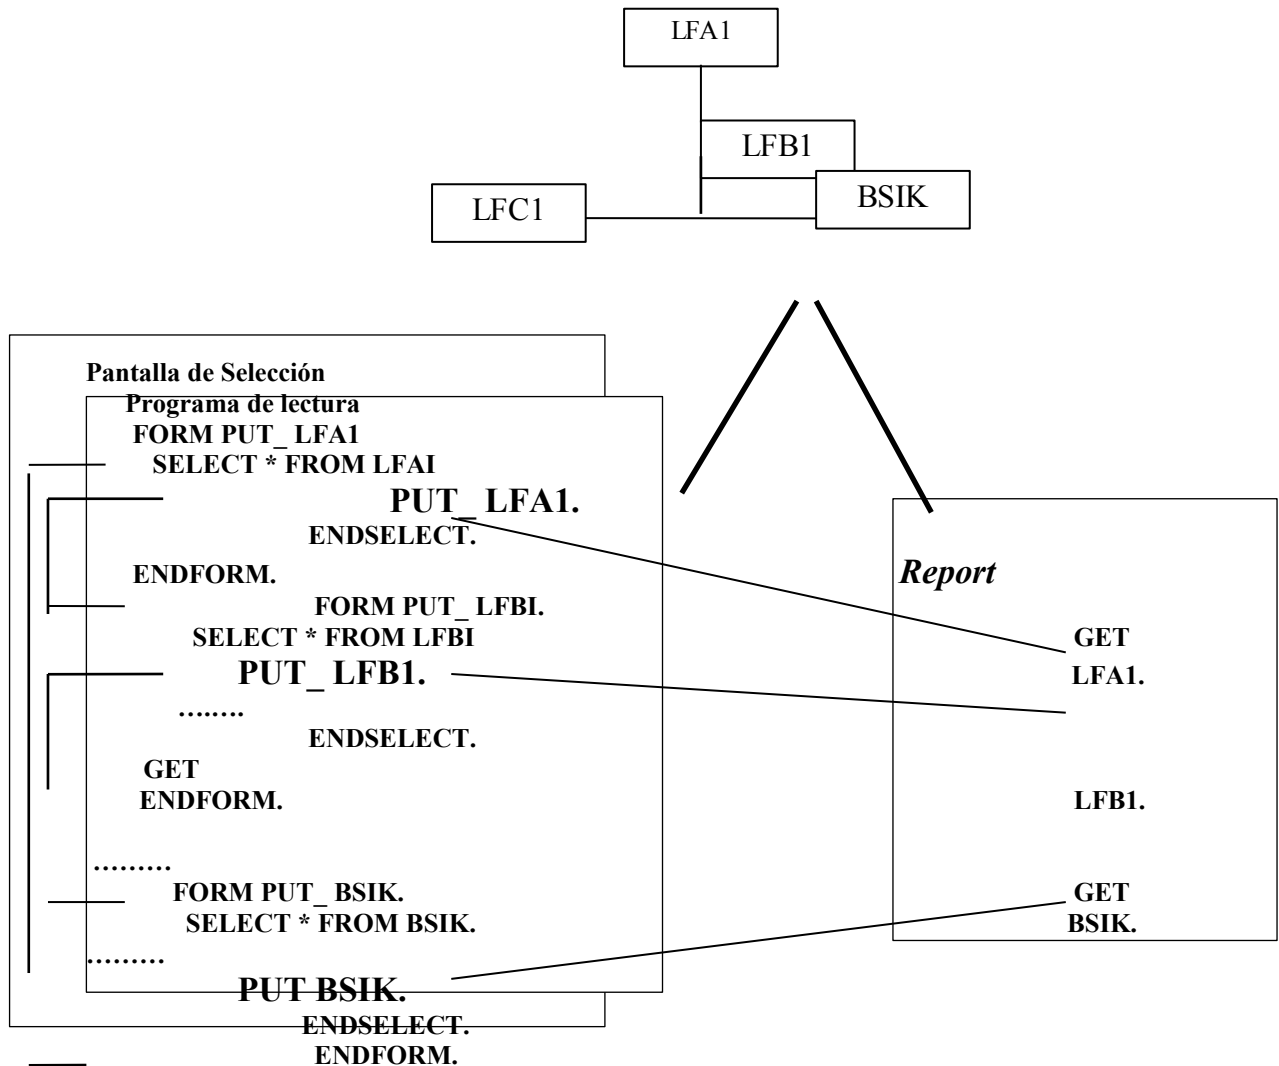 LFA1
LFB1
BSIK
LFC1
Pantalla de Selección
Programa de lectura
FORM PUT_ LFA1
SELECT * FROM LFAI
PUT_ LFA1.
ENDSELECT.
ENDFORM.
FORM PUT_ LFBI.
SELECT * FROM LFBI
PUT_ LFB1.
........
ENDSELECT.
GET
ENDFORM.
.........
FORM PUT_ BSIK.
SELECT * FROM BSIK.
.........
PUT BSIK.
ENDSELECT.
ENDFORM.
Report
GET
LFA1.
LFB1.
GET
BSIK.